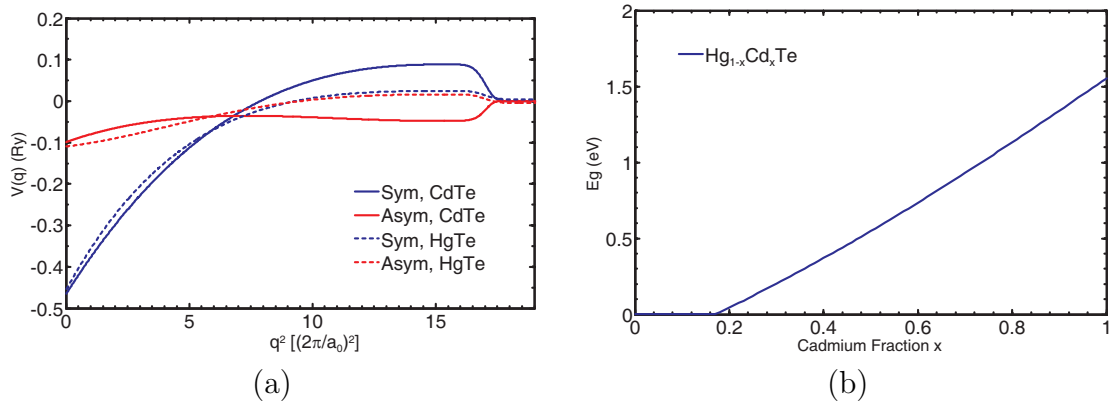 0.2
0.1
0
-0.1
-0.2
-0.3
-0.4
-0.5
V(q) (Ry)
Sym, CdTe
Asym, CdTe
Sym, HgTe
Asym, HgTe
0 5 10 15
q² [(2π/a₀)²]
(a)
2
1.5
1
0.5
0
Eg (eV)
Hg₁₋ₓCdₓTe
0 0.2 0.4 0.6 0.8 1
Cadmium Fraction x
(b)